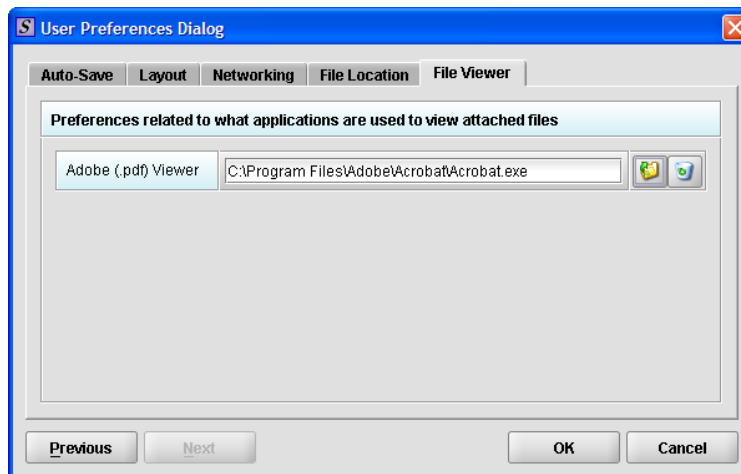 S User Preferences Dialog
Auto-Save Layout Networking File Location File Viewer
Preferences related to what applications are used to view attached files
Adobe (.pdf) Viewer C:\Program Files\Adobe\Acrobat\Acrobat.exe
Previous Next OK Cancel